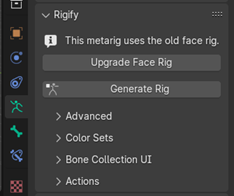 Rigify
This metarig uses the old face rig.
Upgrade Face Rig
Generate Rig
Advanced
Color Sets
Bone Collection UI
Actions